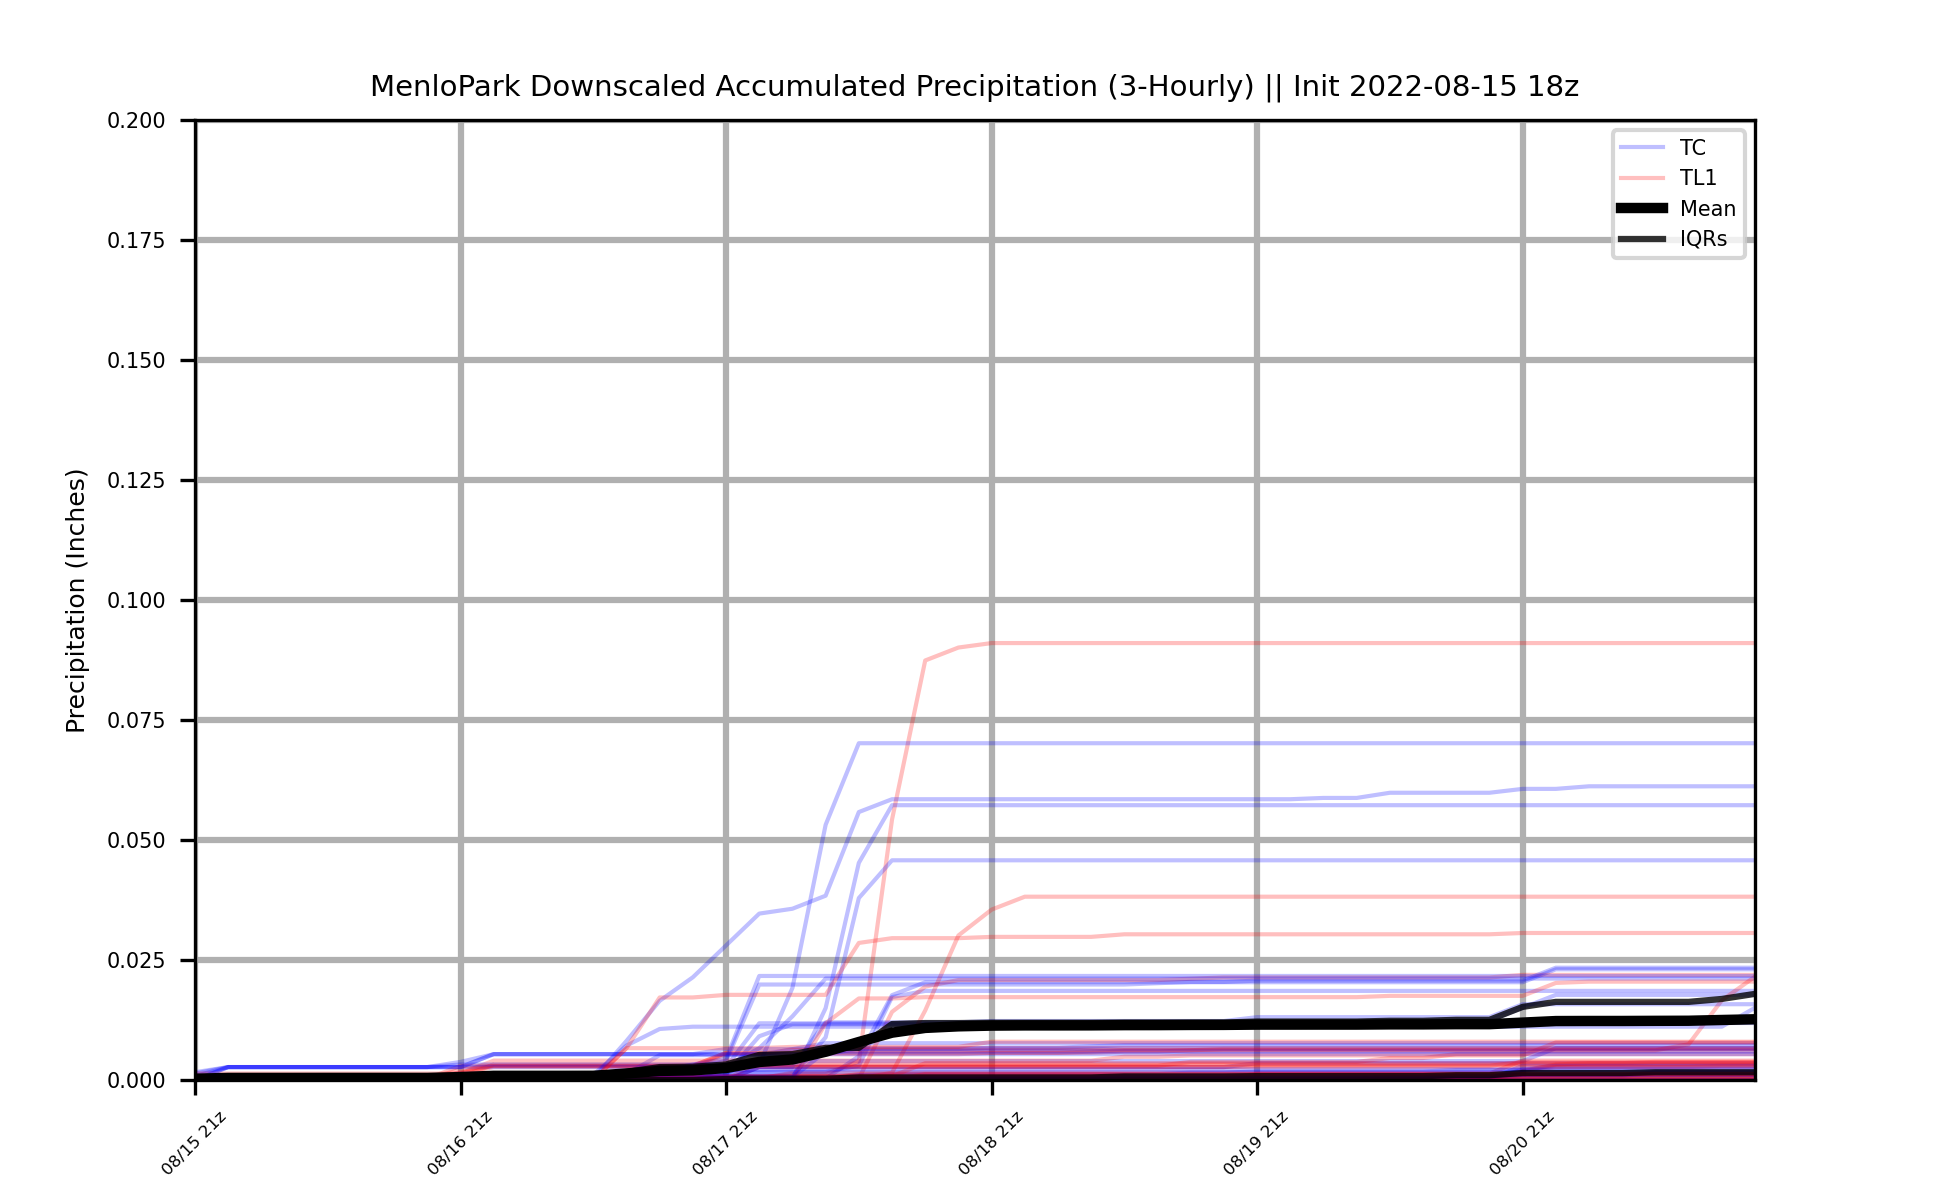 MenloPark Downscaled Accumulated Precipitation (3-Hourly) || Init 2022-08-15 18z
0.200
0.175
0.150
0.125
0.100
0.075
0.050
0.025
0.000
Precipitation (Inches)
TC
TL1
Mean
IQRs
08/15 21z
08/16 21z
08/17 21z
08/18 21z
08/19 21z
08/20 21z